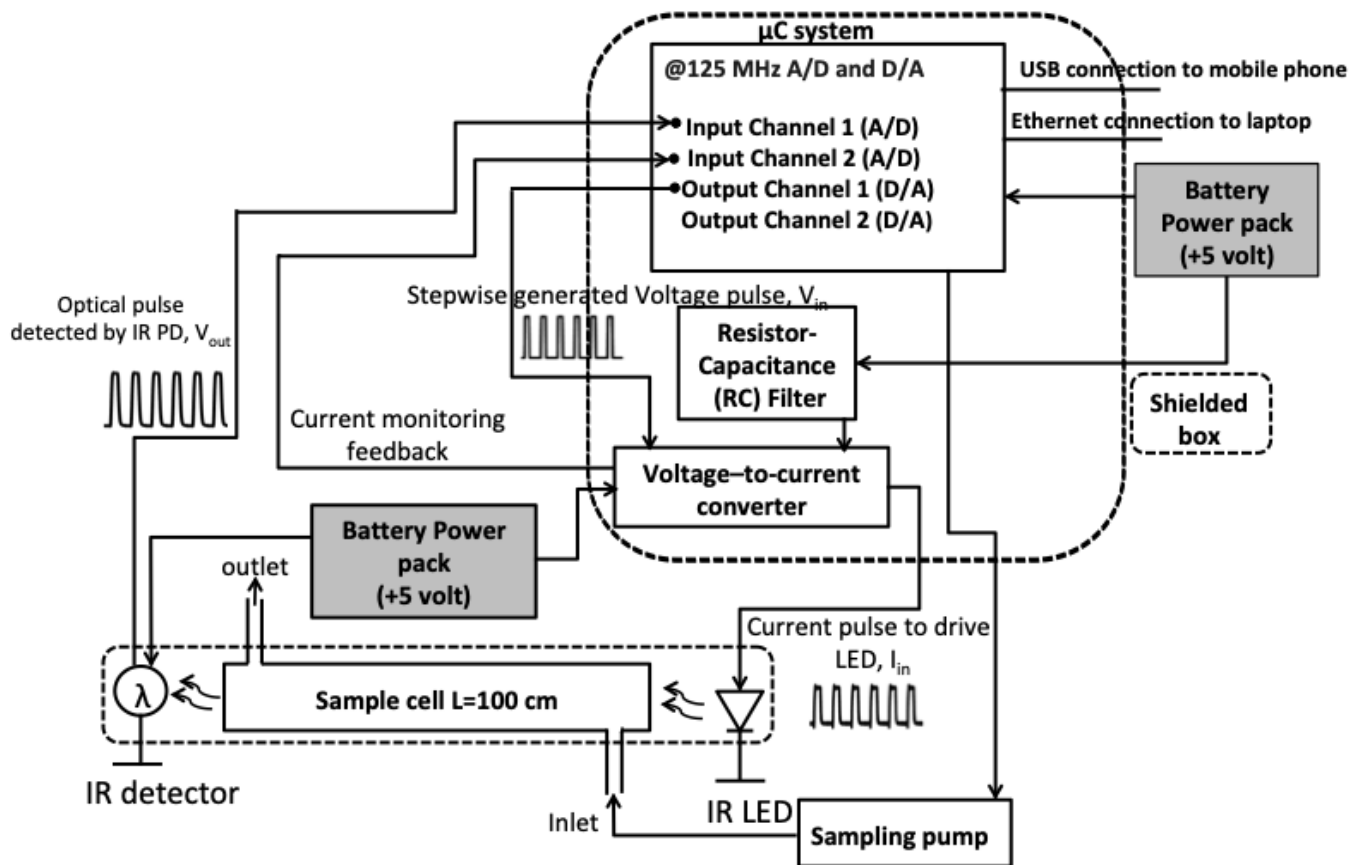 µC system
@125 MHz A/D and D/A
Input Channel 1 (A/D)
Input Channel 2 (A/D)
Output Channel 1 (D/A)
Output Channel 2 (D/A)
USB connection to mobile phone
Ethernet connection to laptop
Battery
Power pack
(+5 volt)
Optical pulse
detected by IR PD, Vout
Stepwise generated Voltage pulse, Vin
Resistor-
Capacitance
(RC) Filter
Shielded
box
Current monitoring
feedback
Voltage–to-current
converter
Battery Power
pack
(+5 volt)
outlet
Current pulse to drive
LED, Iin
λ
Sample cell L=100 cm
IR detector
Inlet
IR LED
Sampling pump